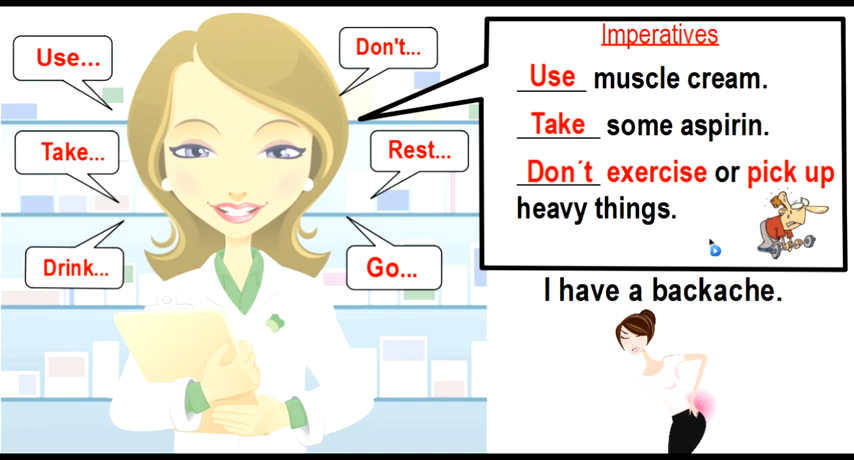 Use...
Take...
Drink...
Don't...
Rest...
Go...
Imperatives
Use muscle cream.
Take some aspirin.
Don´t exercise or pick up
heavy things.
I have a backache.